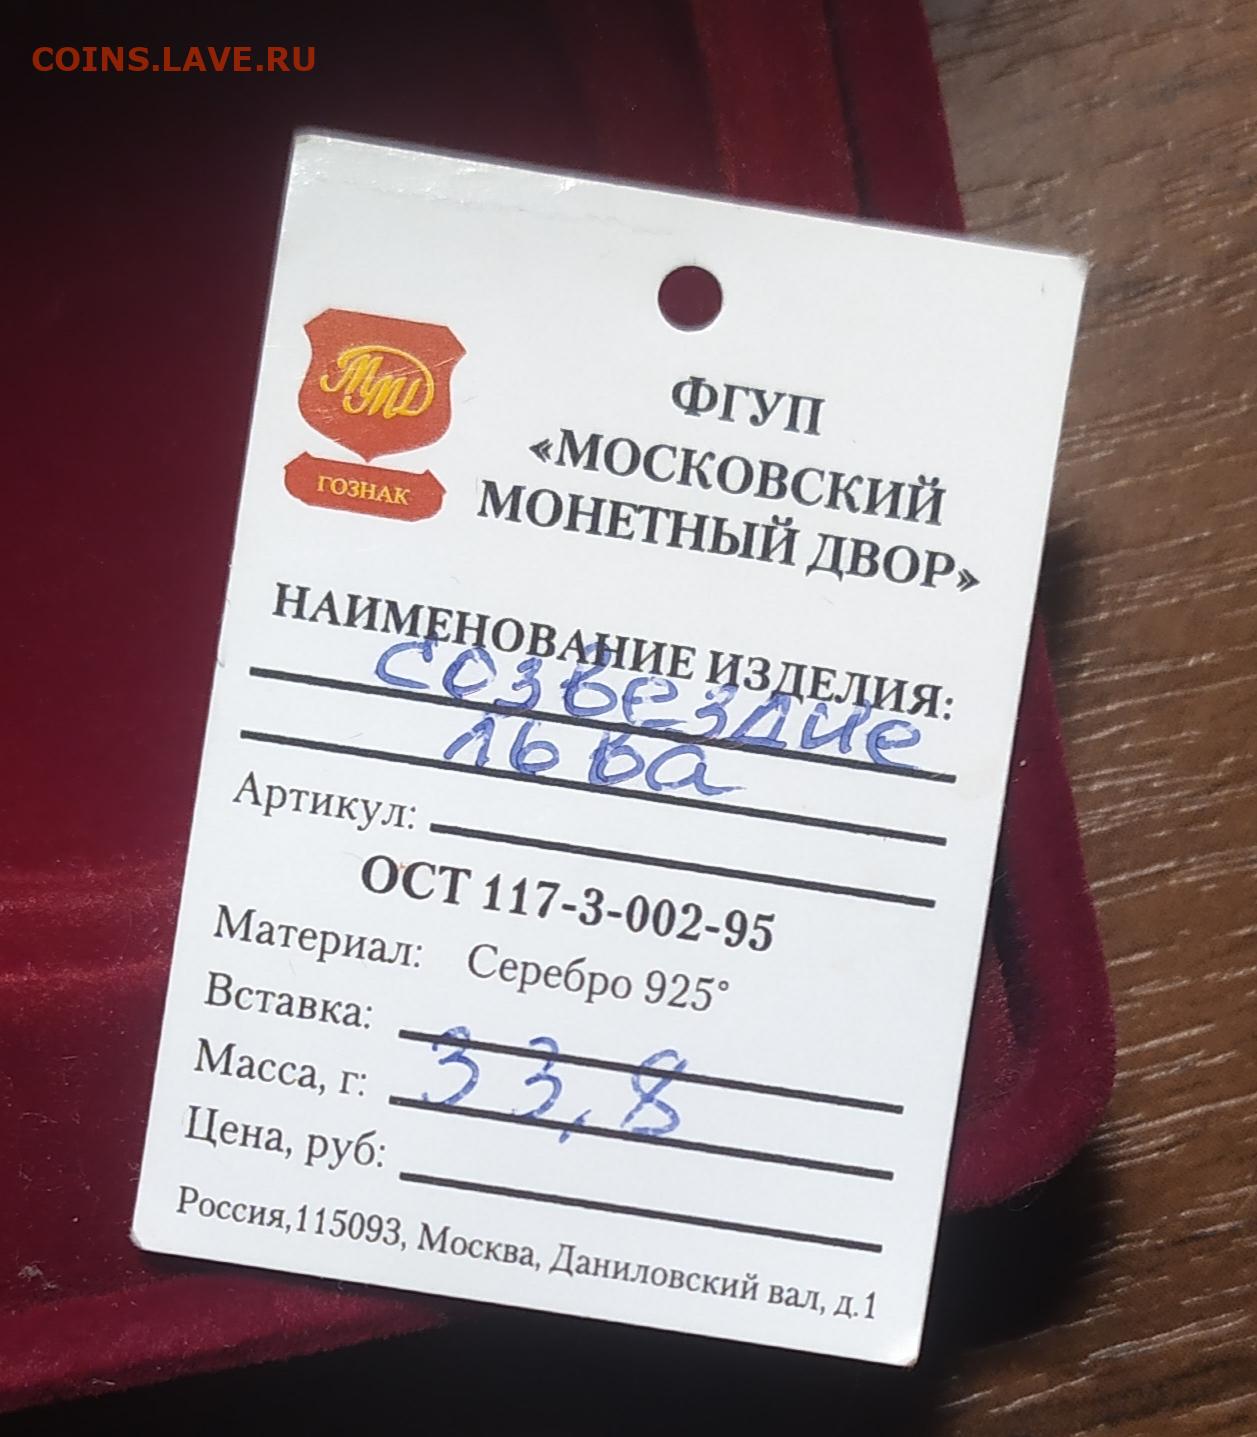 COINS.LAVE.RU
ММД
ГОЗНАК
ФГУП
«МОСКОВСКИЙ
МОНЕТНЫЙ ДВОР»
НАИМЕНОВАНИЕ ИЗДЕЛИЯ:
созвездие
льва
Артикул:
ОСТ 117-3-002-95
Материал: Серебро 925°
Вставка:
Масса, г: 33,8
Цена, руб:
Россия,115093, Москва, Даниловский вал, д.1